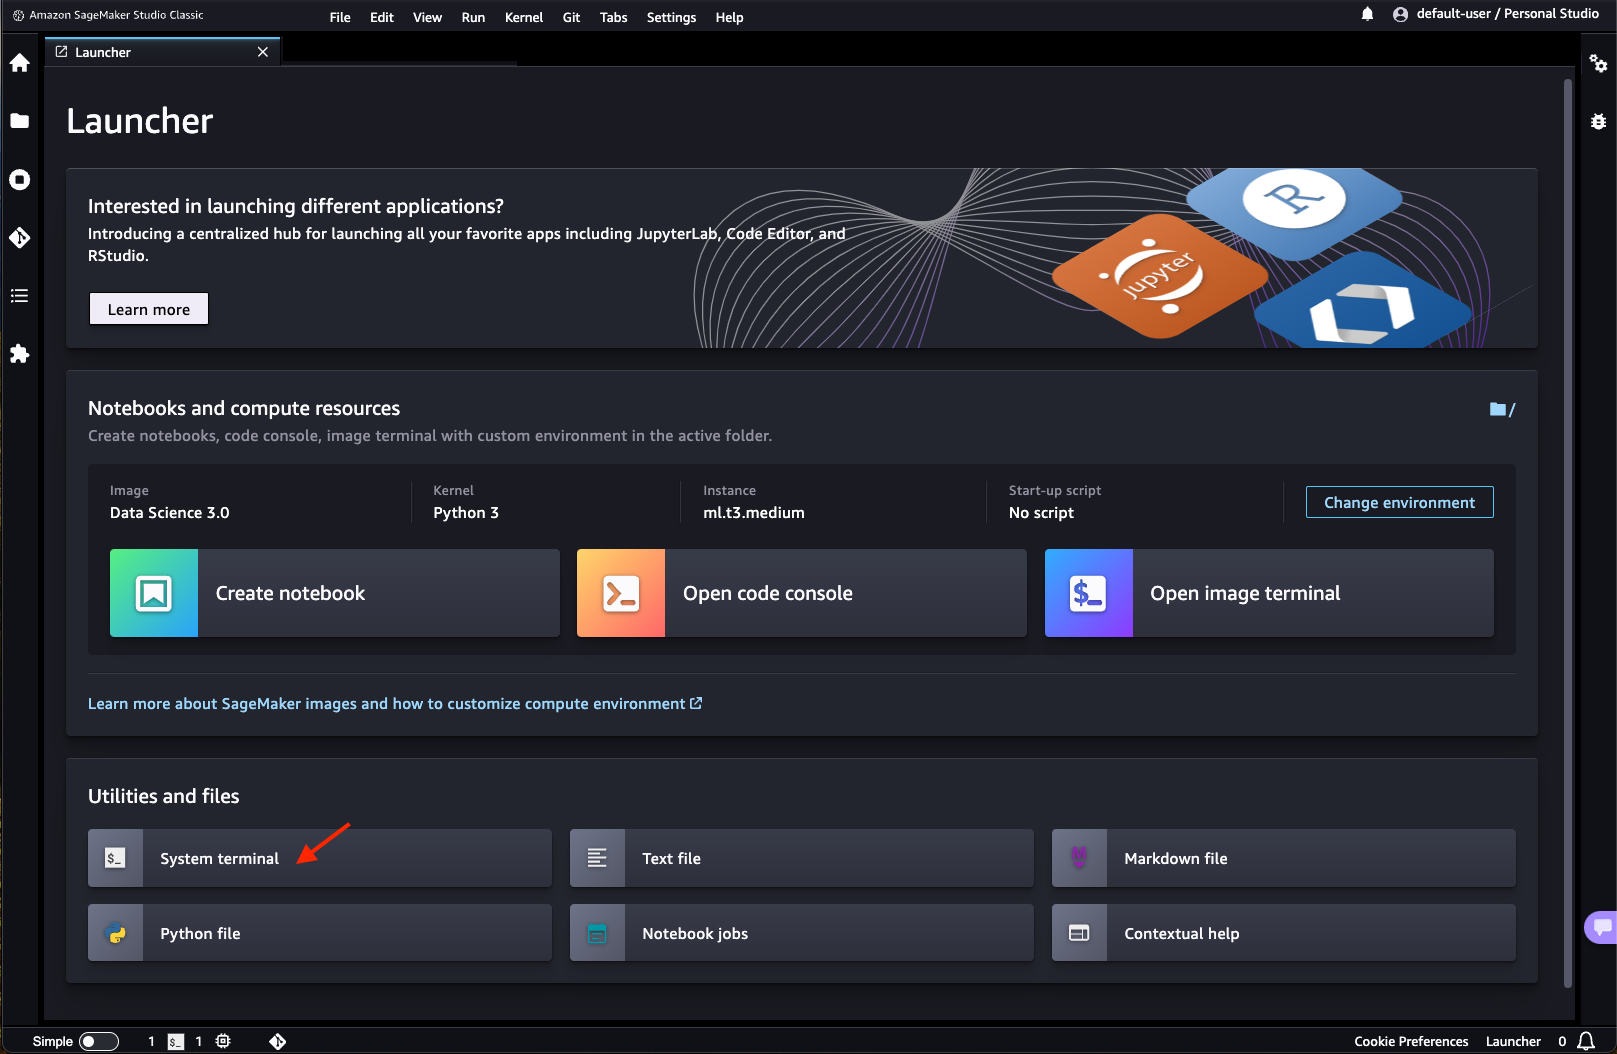 Amazon SageMaker Studio Classic
File Edit View Run Kernel Git Tabs Settings Help
default-user / Personal Studio
Launcher
Launcher
Interested in launching different applications?
Introducing a centralized hub for launching all your favorite apps including JupyterLab, Code Editor, and
RStudio.
Learn more
R
jupyter
Notebooks and compute resources
/
Create notebooks, code console, image terminal with custom environment in the active folder.
Image
Data Science 3.0
Kernel
Python 3
Instance
ml.t3.medium
Start-up script
No script
Change environment
Create notebook
Open code console
$_
Open image terminal
Learn more about SageMaker images and how to customize compute environment
Utilities and files
$_
System terminal
Text file
M
Markdown file
Python file
Notebook jobs
Contextual help
Simple
1
$_
1
Cookie Preferences
Launcher
0